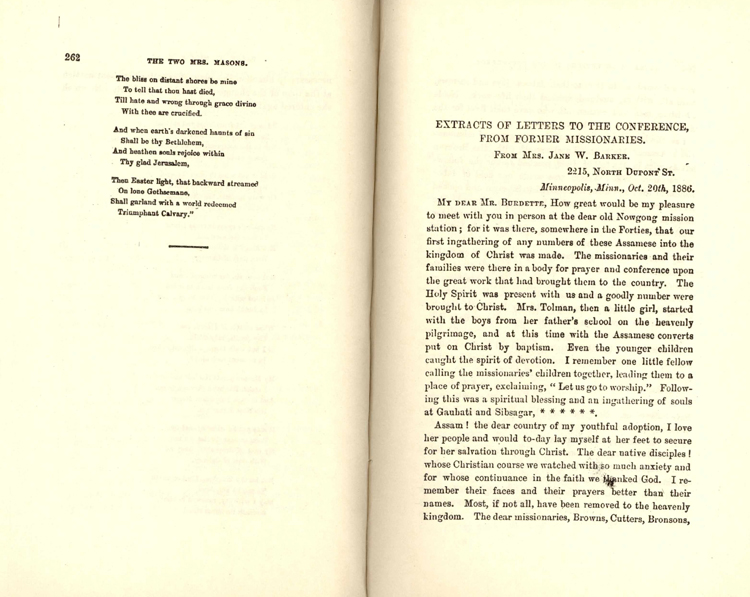 262
THE TWO MRS. MASONS.
The bliss on distant shores be mine
To tell that thou hast died,
Till hate and wrong through grace divine
With thee are crucified.
And when earth's darkened haunts of sin
Shall be thy Bethlehem,
And heathen souls rejoice within
Thy glad Jerusalem,
Then Easter light, that backward streamed
On lone Gethsemane,
Shall garland with a world redeemed
Triumphant Calvary."
EXTRACTS OF LETTERS TO THE CONFERENCE,
FROM FORMER MISSIONARIES.
FROM MRS. JANE W. BARKER.
2215, NORTH DUPONT ST.
Minneopolis, Minn., Oct. 20th, 1886.
MY DEAR MR. BURDETTE, How great would be my pleasure
to meet with you in person at the dear old Nowgong mission
station; for it was there, somewhere in the Forties, that our
first ingathering of any numbers of these Assamese into the
kingdom of Christ was made. The missionaries and their
families were there in a body for prayer and conference upon
the great work that had brought them to the country. The
Holy Spirit was present with us and a goodly number were
brought to Christ. Mrs. Tolman, then a little girl, started
with the boys from her father's school on the heavenly
pilgrimage, and at this time with the Assamese converts
put on Christ by baptism. Even the younger children
caught the spirit of devotion. I remember one little fellow
calling the missionaries' children together, leading them to a
place of prayer, exclaiming, "Let us go to worship." Follow-
ing this was a spiritual blessing and an ingathering of souls
at Gauhati and Sibsagar, * * * * * *.
Assam! the dear country of my youthful adoption, I love
her people and would to-day lay myself at her feet to secure
for her salvation through Christ. The dear native disciples!
whose Christian course we watched with so much anxiety and
for whose continuance in the faith we thanked God. I re-
member their faces and their prayers better than their
names. Most, if not all, have been removed to the heavenly
kingdom. The dear missionaries, Browns, Cutters, Bronsons,